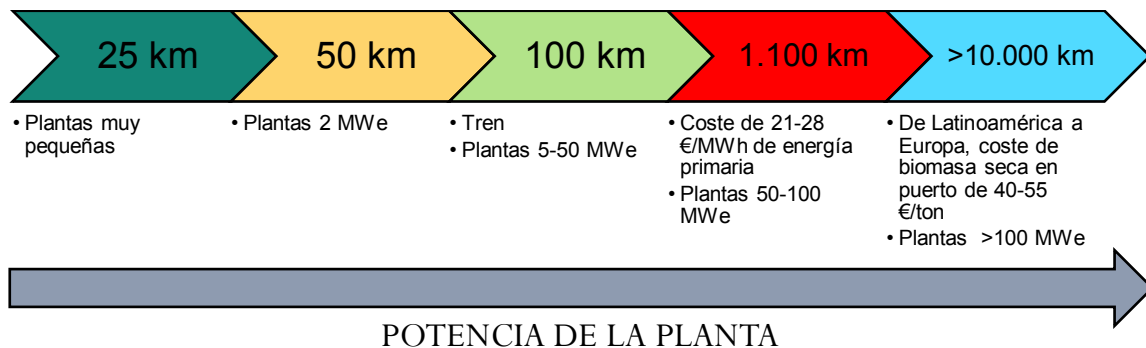 25 km
50 km
100 km
1.100 km
>10.000 km
• Plantas muy
pequeñas
• Plantas 2 MWe
• Tren
• Plantas 5-50 MWe
• Coste de 21-28
€/MWh de energía
primaria
• Plantas 50-100
MWe
• De Latinoamérica a
Europa, coste de
biomasa seca en
puerto de 40-55
€/ton
• Plantas >100 MWe
POTENCIA DE LA PLANTA